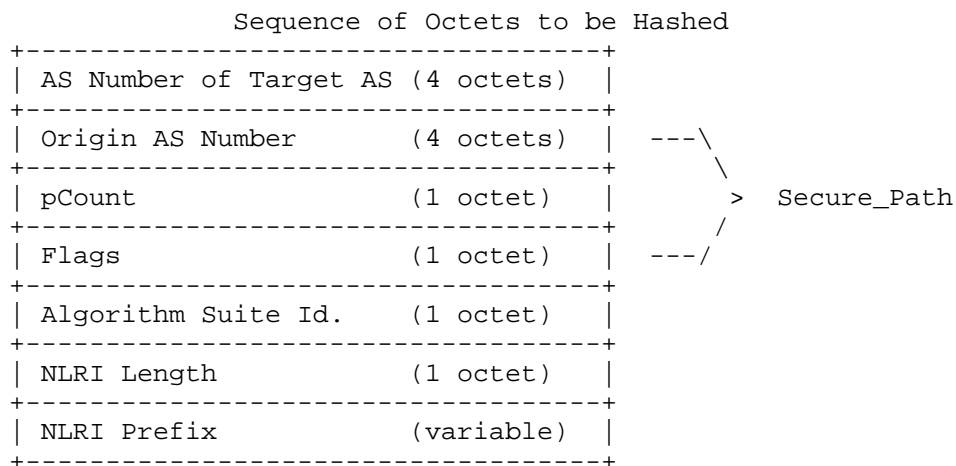 Sequence of Octets to be Hashed
+------------------------------------+
| AS Number of Target AS (4 octets)  |
+------------------------------------+
| Origin AS Number       (4 octets)  |  ---\
+------------------------------------+      \
| pCount                 (1 octet)   |       >  Secure_Path
+------------------------------------+      /
| Flags                  (1 octet)   |  ---/
+------------------------------------+
| Algorithm Suite Id.    (1 octet)   |
+------------------------------------+
| NLRI Length            (1 octet)   |
+------------------------------------+
| NLRI Prefix            (variable)  |
+------------------------------------+